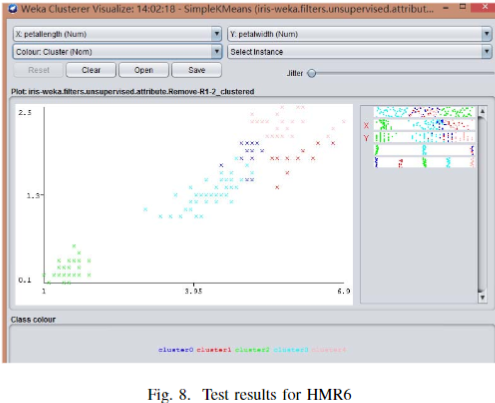 Weka Clusterer Visualize: 14:02:18 - SimpleKMeans (iris-weka.filters.unsupervised.attribut...
X: petallength (Num)
Y: petalwidth (Num)
Colour: Cluster (Nom)
Select Instance
Reset
Clear
Open
Save
Jitter
Plot: iris-weka.filters.unsupervised.attribute.Remove-R1-2_clustered
2.5
1.3
0.1
1
3.95
6.9
X
Y
Class colour
cluster0 cluster1 cluster2 cluster3 cluster4
Fig. 8. Test results for HMR6